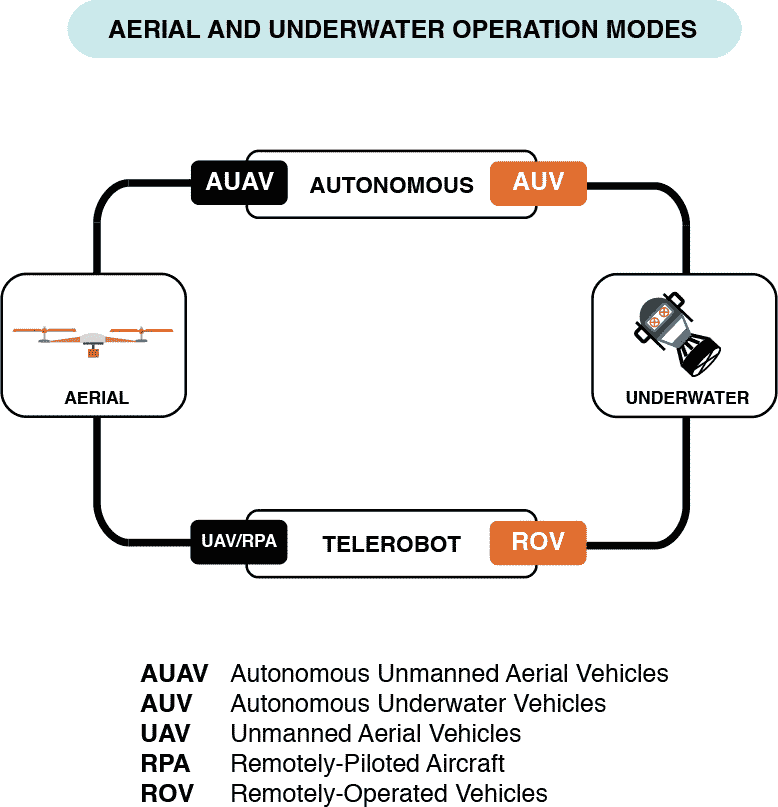 AERIAL AND UNDERWATER OPERATION MODES
AUAV AUTONOMOUS AUV
AERIAL
UNDERWATER
UAV/RPA TELEROBOT ROV
AUAV Autonomous Unmanned Aerial Vehicles
AUV Autonomous Underwater Vehicles
UAV Unmanned Aerial Vehicles
RPA Remotely-Piloted Aircraft
ROV Remotely-Operated Vehicles